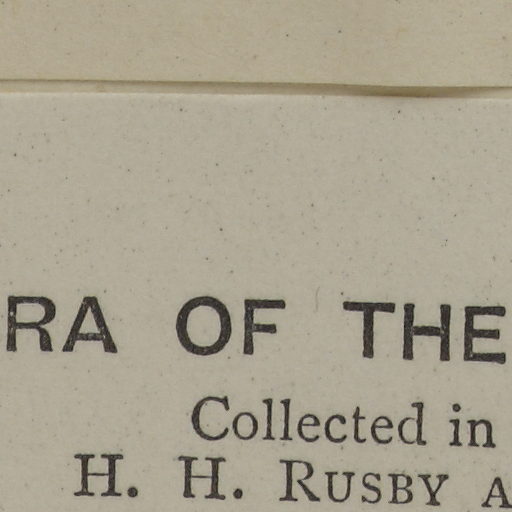 RA OF THE
Collected in
H. H. RUSBY A